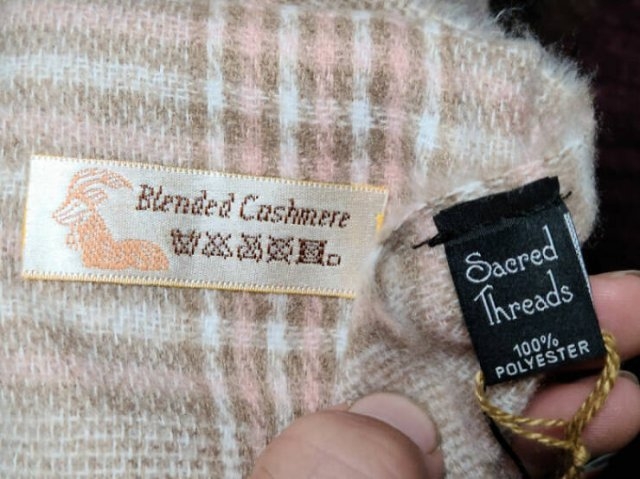 Blended Cashmere
Sacred
Threads
100%
POLYESTER